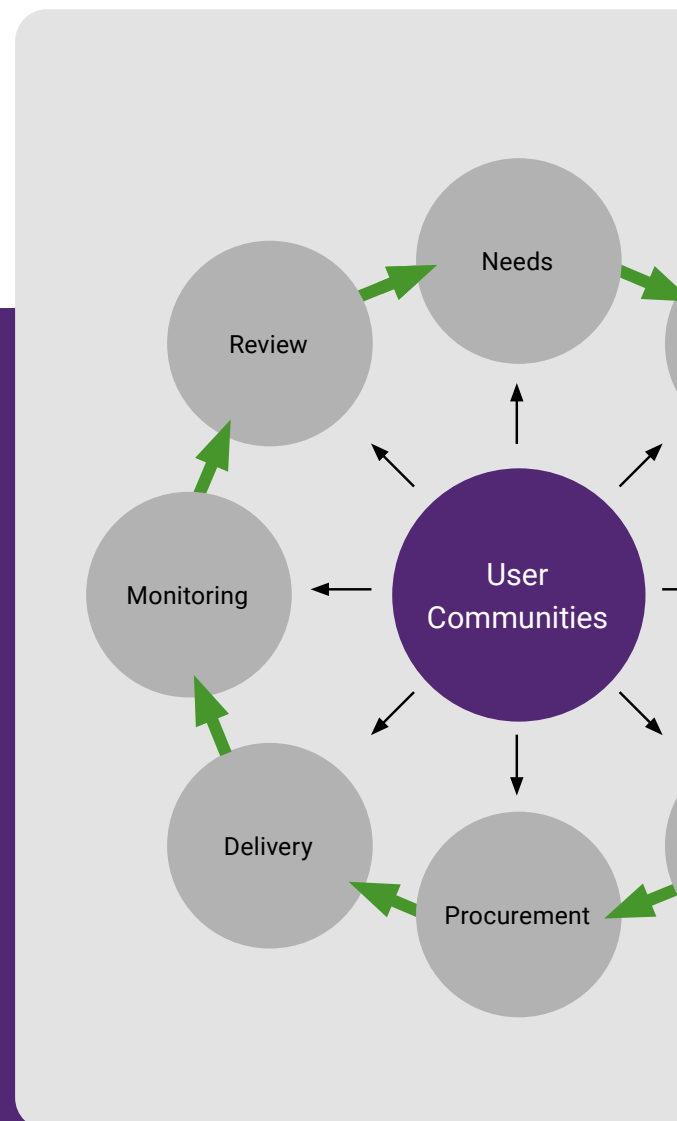 Needs
Review
User
Communities
Monitoring
Delivery
Procurement